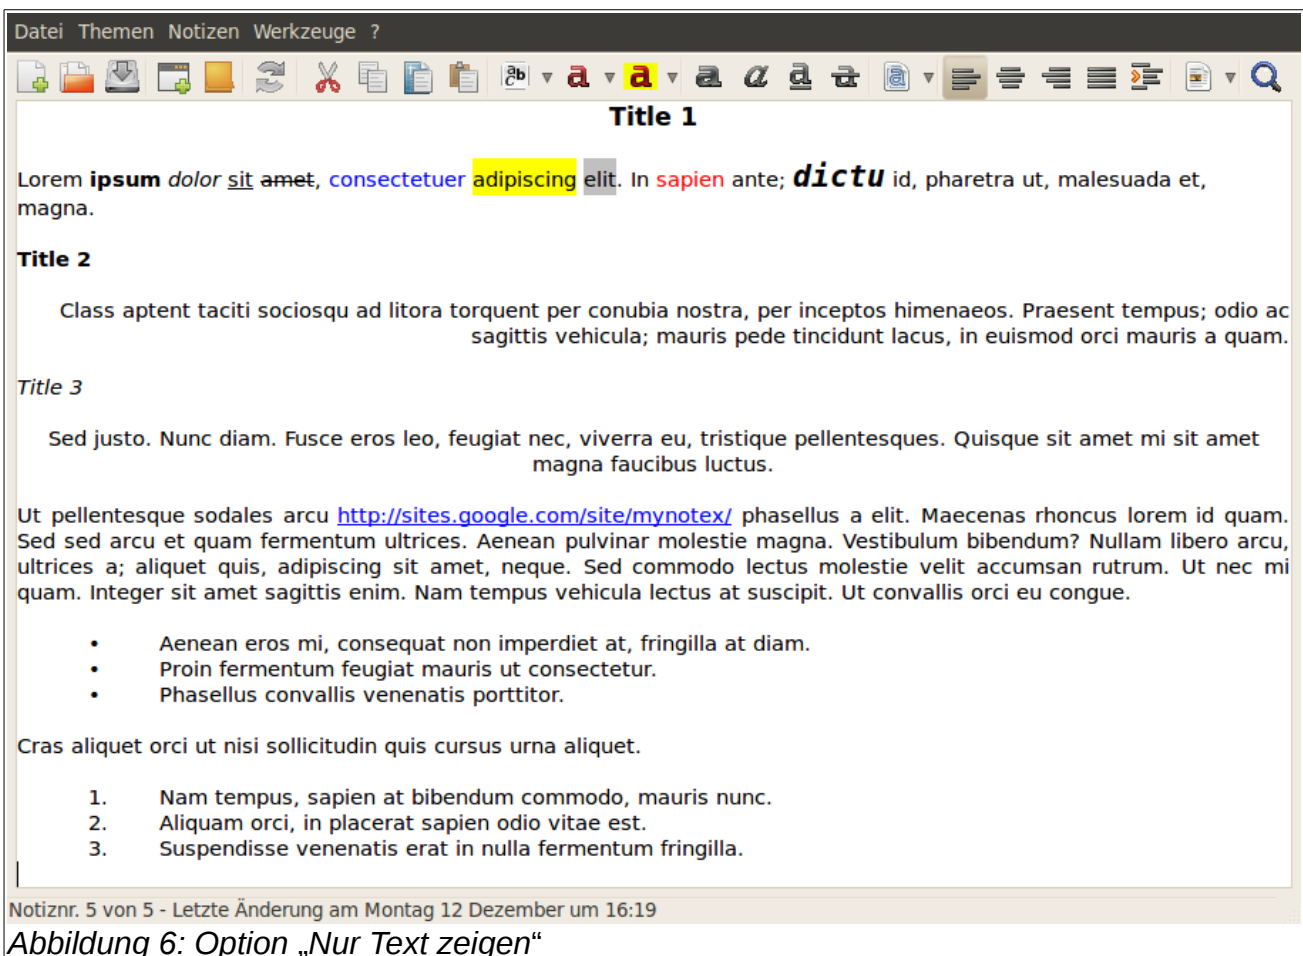 Datei Themen Notizen Werkzeuge ?
Title 1
Lorem ipsum dolor sit amet, consectetuer adipiscing elit. In sapien ante; dictu id, pharetra ut, malesuada et,
magna.
Title 2
Class aptent taciti sociosqu ad litora torquent per conubia nostra, per inceptos himenaeos. Praesent tempus; odio ac
sagittis vehicula; mauris pede tincidunt lacus, in euismod orci mauris a quam.
Title 3
Sed justo. Nunc diam. Fusce eros leo, feugiat nec, viverra eu, tristique pellentesques. Quisque sit amet mi sit amet
magna faucibus luctus.
Ut pellentesque sodales arcu http://sites.google.com/site/mynotex/ phasellus a elit. Maecenas rhoncus lorem id quam.
Sed sed arcu et quam fermentum ultrices. Aenean pulvinar molestie magna. Vestibulum bibendum? Nullam libero arcu,
ultrices a; aliquet quis, adipiscing sit amet, neque. Sed commodo lectus molestie velit accumsan rutrum. Ut nec mi
quam. Integer sit amet sagittis enim. Nam tempus vehicula lectus at suscipit. Ut convallis orci eu congue.
• Aenean eros mi, consequat non imperdiet at, fringilla at diam.
• Proin fermentum feugiat mauris ut consectetur.
• Phasellus convallis venenatis porttitor.
Cras aliquet orci ut nisi sollicitudin quis cursus urna aliquet.
1. Nam tempus, sapien at bibendum commodo, mauris nunc.
2. Aliquam orci, in placerat sapien odio vitae est.
3. Suspendisse venenatis erat in nulla fermentum fringilla.
Notiznr. 5 von 5 - Letzte Änderung am Montag 12 Dezember um 16:19
Abbildung 6: Option „Nur Text zeigen“